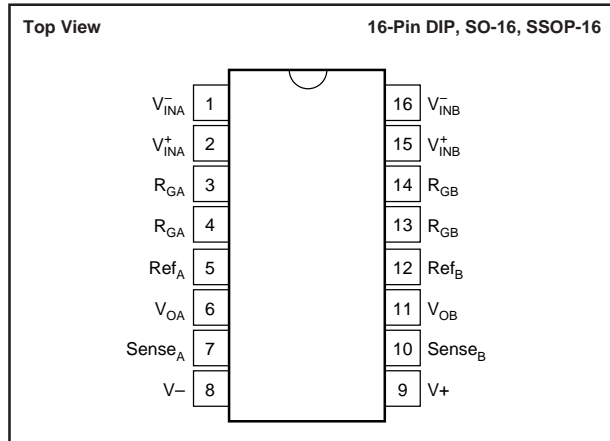 Top View 16-Pin DIP, SO-16, SSOP-16
V⁻INA 1 16 V⁻INB
V⁺INA 2 15 V⁺INB
RGA 3 14 RGB
RGA 4 13 RGB
RefA 5 12 RefB
VOA 6 11 VOB
SenseA 7 10 SenseB
V– 8 9 V+